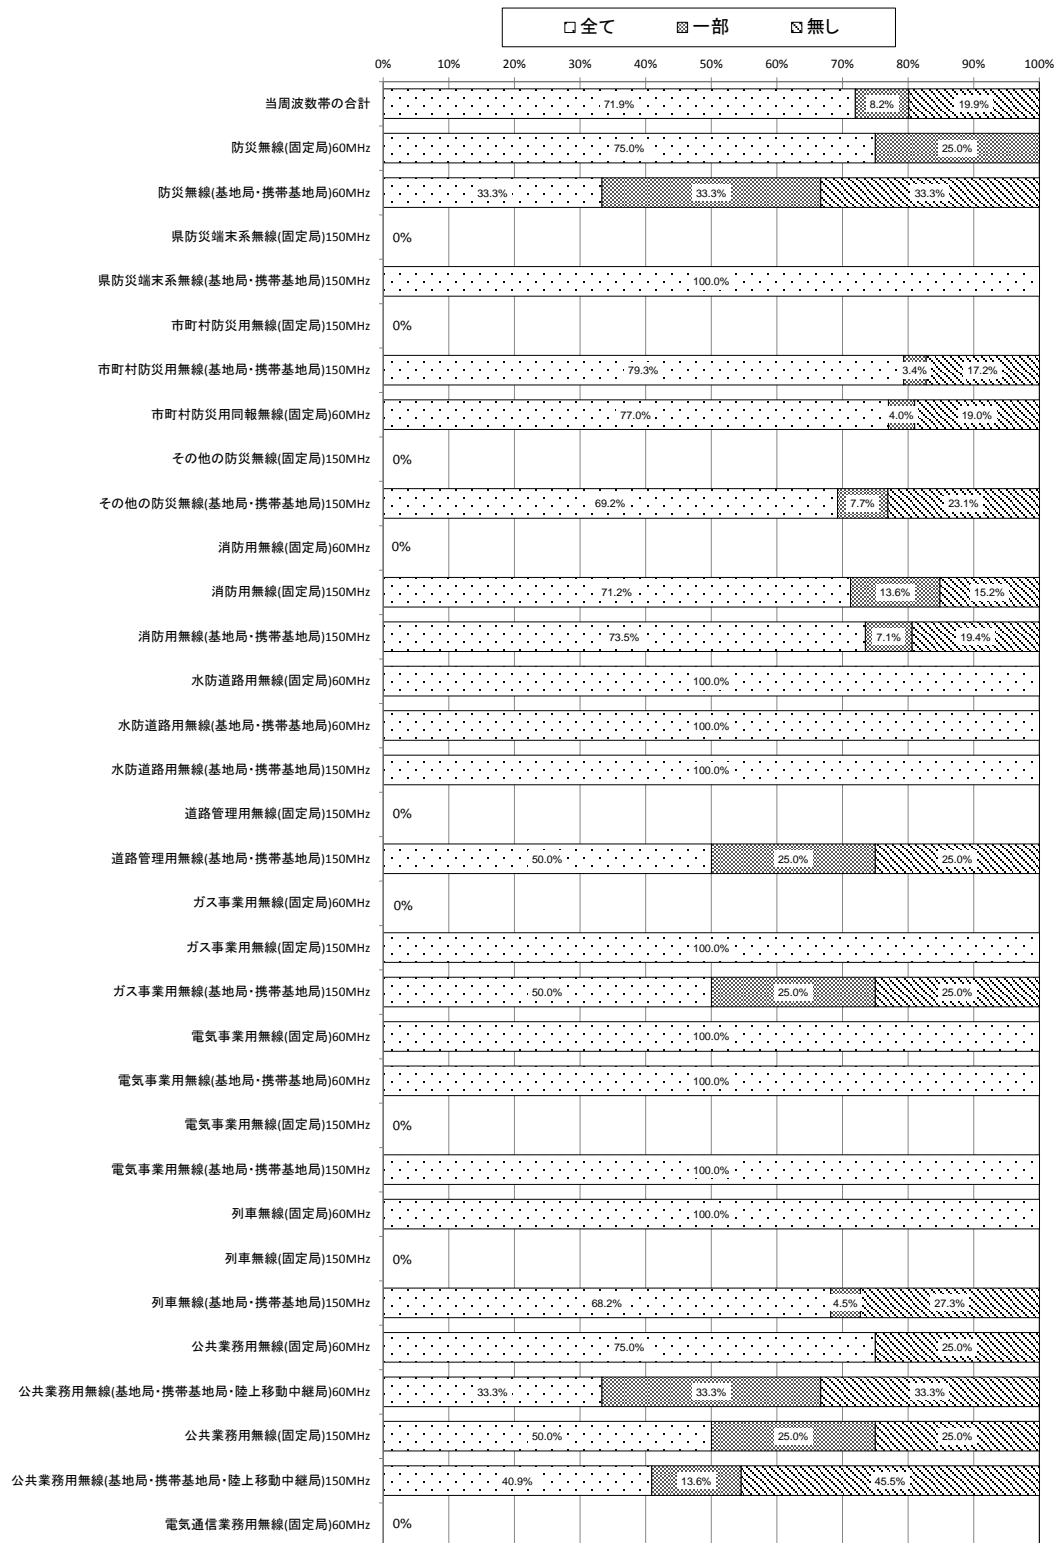 全て 一部 無し
0% 10% 20% 30% 40% 50% 60% 70% 80% 90% 100%
当周波数帯の合計 71.9% 8.2% 19.9%
防災無線(固定局)60MHz 75.0% 25.0%
防災無線(基地局・携帯基地局)60MHz 33.3% 33.3% 33.3%
県防災端末系無線(固定局)150MHz 0%
県防災端末系無線(基地局・携帯基地局)150MHz 100.0%
市町村防災用無線(固定局)150MHz 0%
市町村防災用無線(基地局・携帯基地局)150MHz 79.3% 3.4% 17.2%
市町村防災用同報無線(固定局)60MHz 77.0% 4.0% 19.0%
その他の防災無線(固定局)150MHz 0%
その他の防災無線(基地局・携帯基地局)150MHz 69.2% 7.7% 23.1%
消防用無線(固定局)60MHz 0%
消防用無線(固定局)150MHz 71.2% 13.6% 15.2%
消防用無線(基地局・携帯基地局)150MHz 73.5% 7.1% 19.4%
水防道路用無線(固定局)60MHz 100.0%
水防道路用無線(基地局・携帯基地局)60MHz 100.0%
水防道路用無線(基地局・携帯基地局)150MHz 100.0%
道路管理用無線(固定局)150MHz 0%
道路管理用無線(基地局・携帯基地局)150MHz 50.0% 25.0% 25.0%
ガス事業用無線(固定局)60MHz 0%
ガス事業用無線(固定局)150MHz 100.0%
ガス事業用無線(基地局・携帯基地局)150MHz 50.0% 25.0% 25.0%
電気事業用無線(固定局)60MHz 100.0%
電気事業用無線(基地局・携帯基地局)60MHz 100.0%
電気事業用無線(固定局)150MHz 0%
電気事業用無線(基地局・携帯基地局)150MHz 100.0%
列車無線(固定局)60MHz 100.0%
列車無線(固定局)150MHz 0%
列車無線(基地局・携帯基地局)150MHz 68.2% 4.5% 27.3%
公共業務用無線(固定局)60MHz 75.0% 25.0%
公共業務用無線(基地局・携帯基地局・陸上移動中継局)60MHz 33.3% 33.3% 33.3%
公共業務用無線(固定局)150MHz 50.0% 25.0% 25.0%
公共業務用無線(基地局・携帯基地局・陸上移動中継局)150MHz 40.9% 13.6% 45.5%
電気通信業務用無線(固定局)60MHz 0%